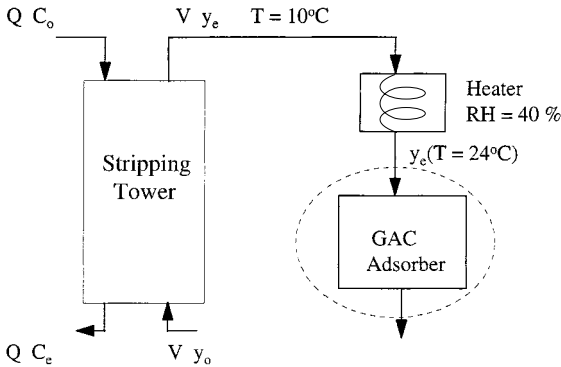 Q C₀
V yₑ T = 10°C
Heater
RH = 40 %
Stripping
Tower
yₑ(T = 24°C)
GAC
Adsorber
Q Cₑ
V y₀